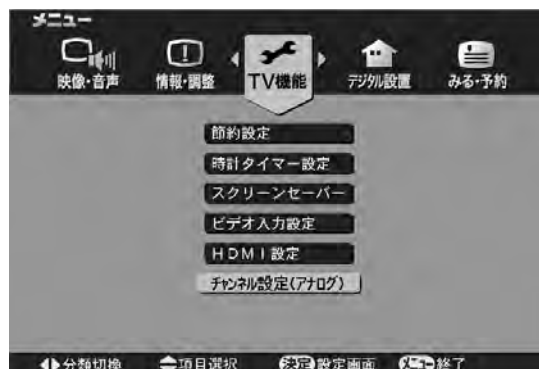 メニュー
映像・音声 情報・調整 TV機能 デジタル設置 みる・予約
節約設定
時計タイマー設定
スクリーンセーバー
ビデオ入力設定
HDMI設定
チャンネル設定(アナログ)
分類切換 項目選択 決定 設定画面 メニュー 終了